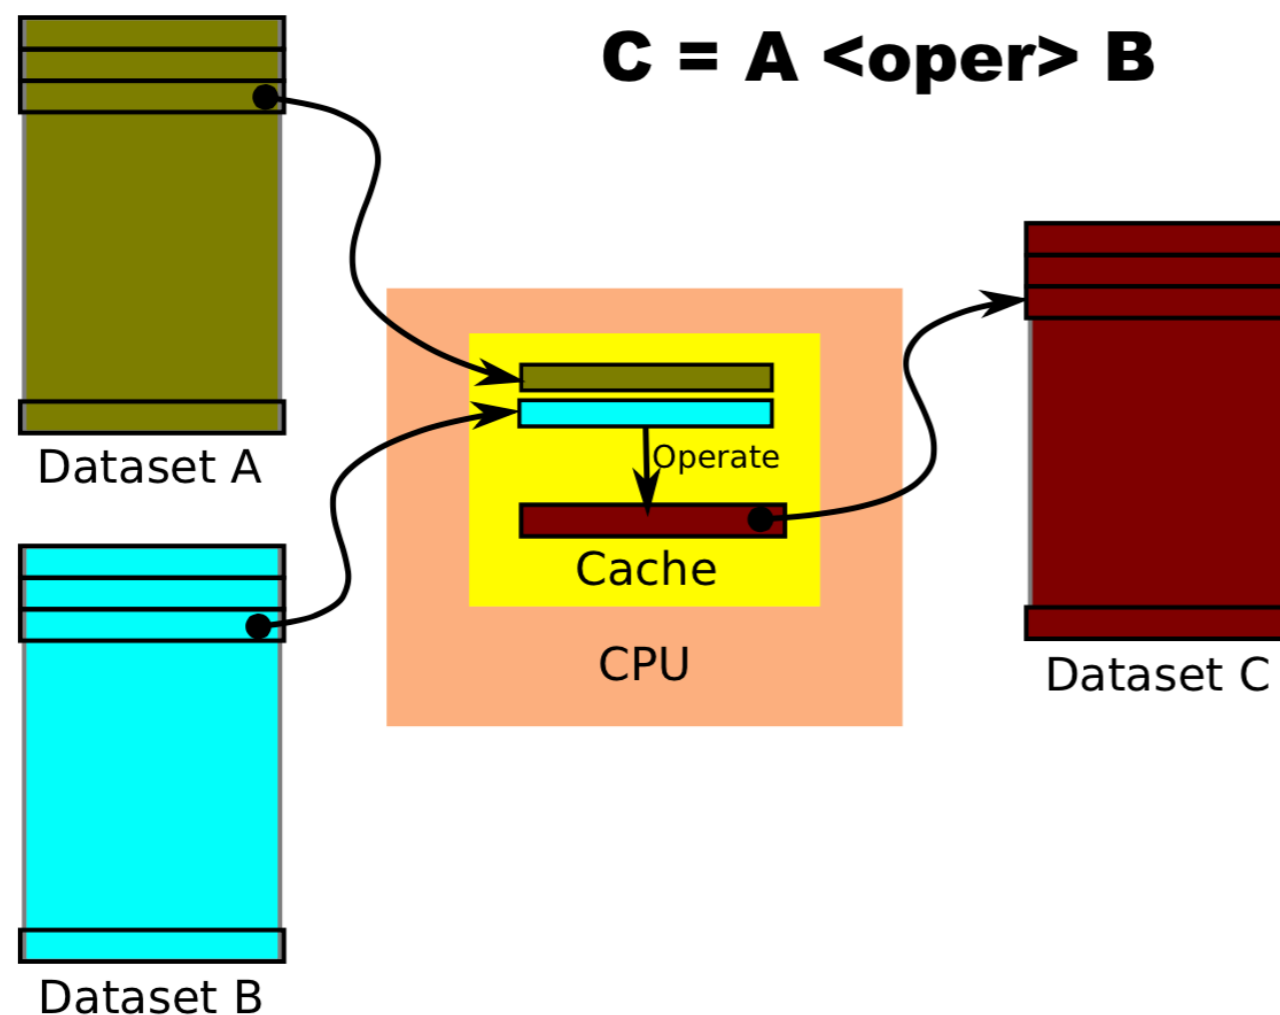 C = A <oper> B
Dataset A
Operate
Cache
CPU
Dataset C
Dataset B